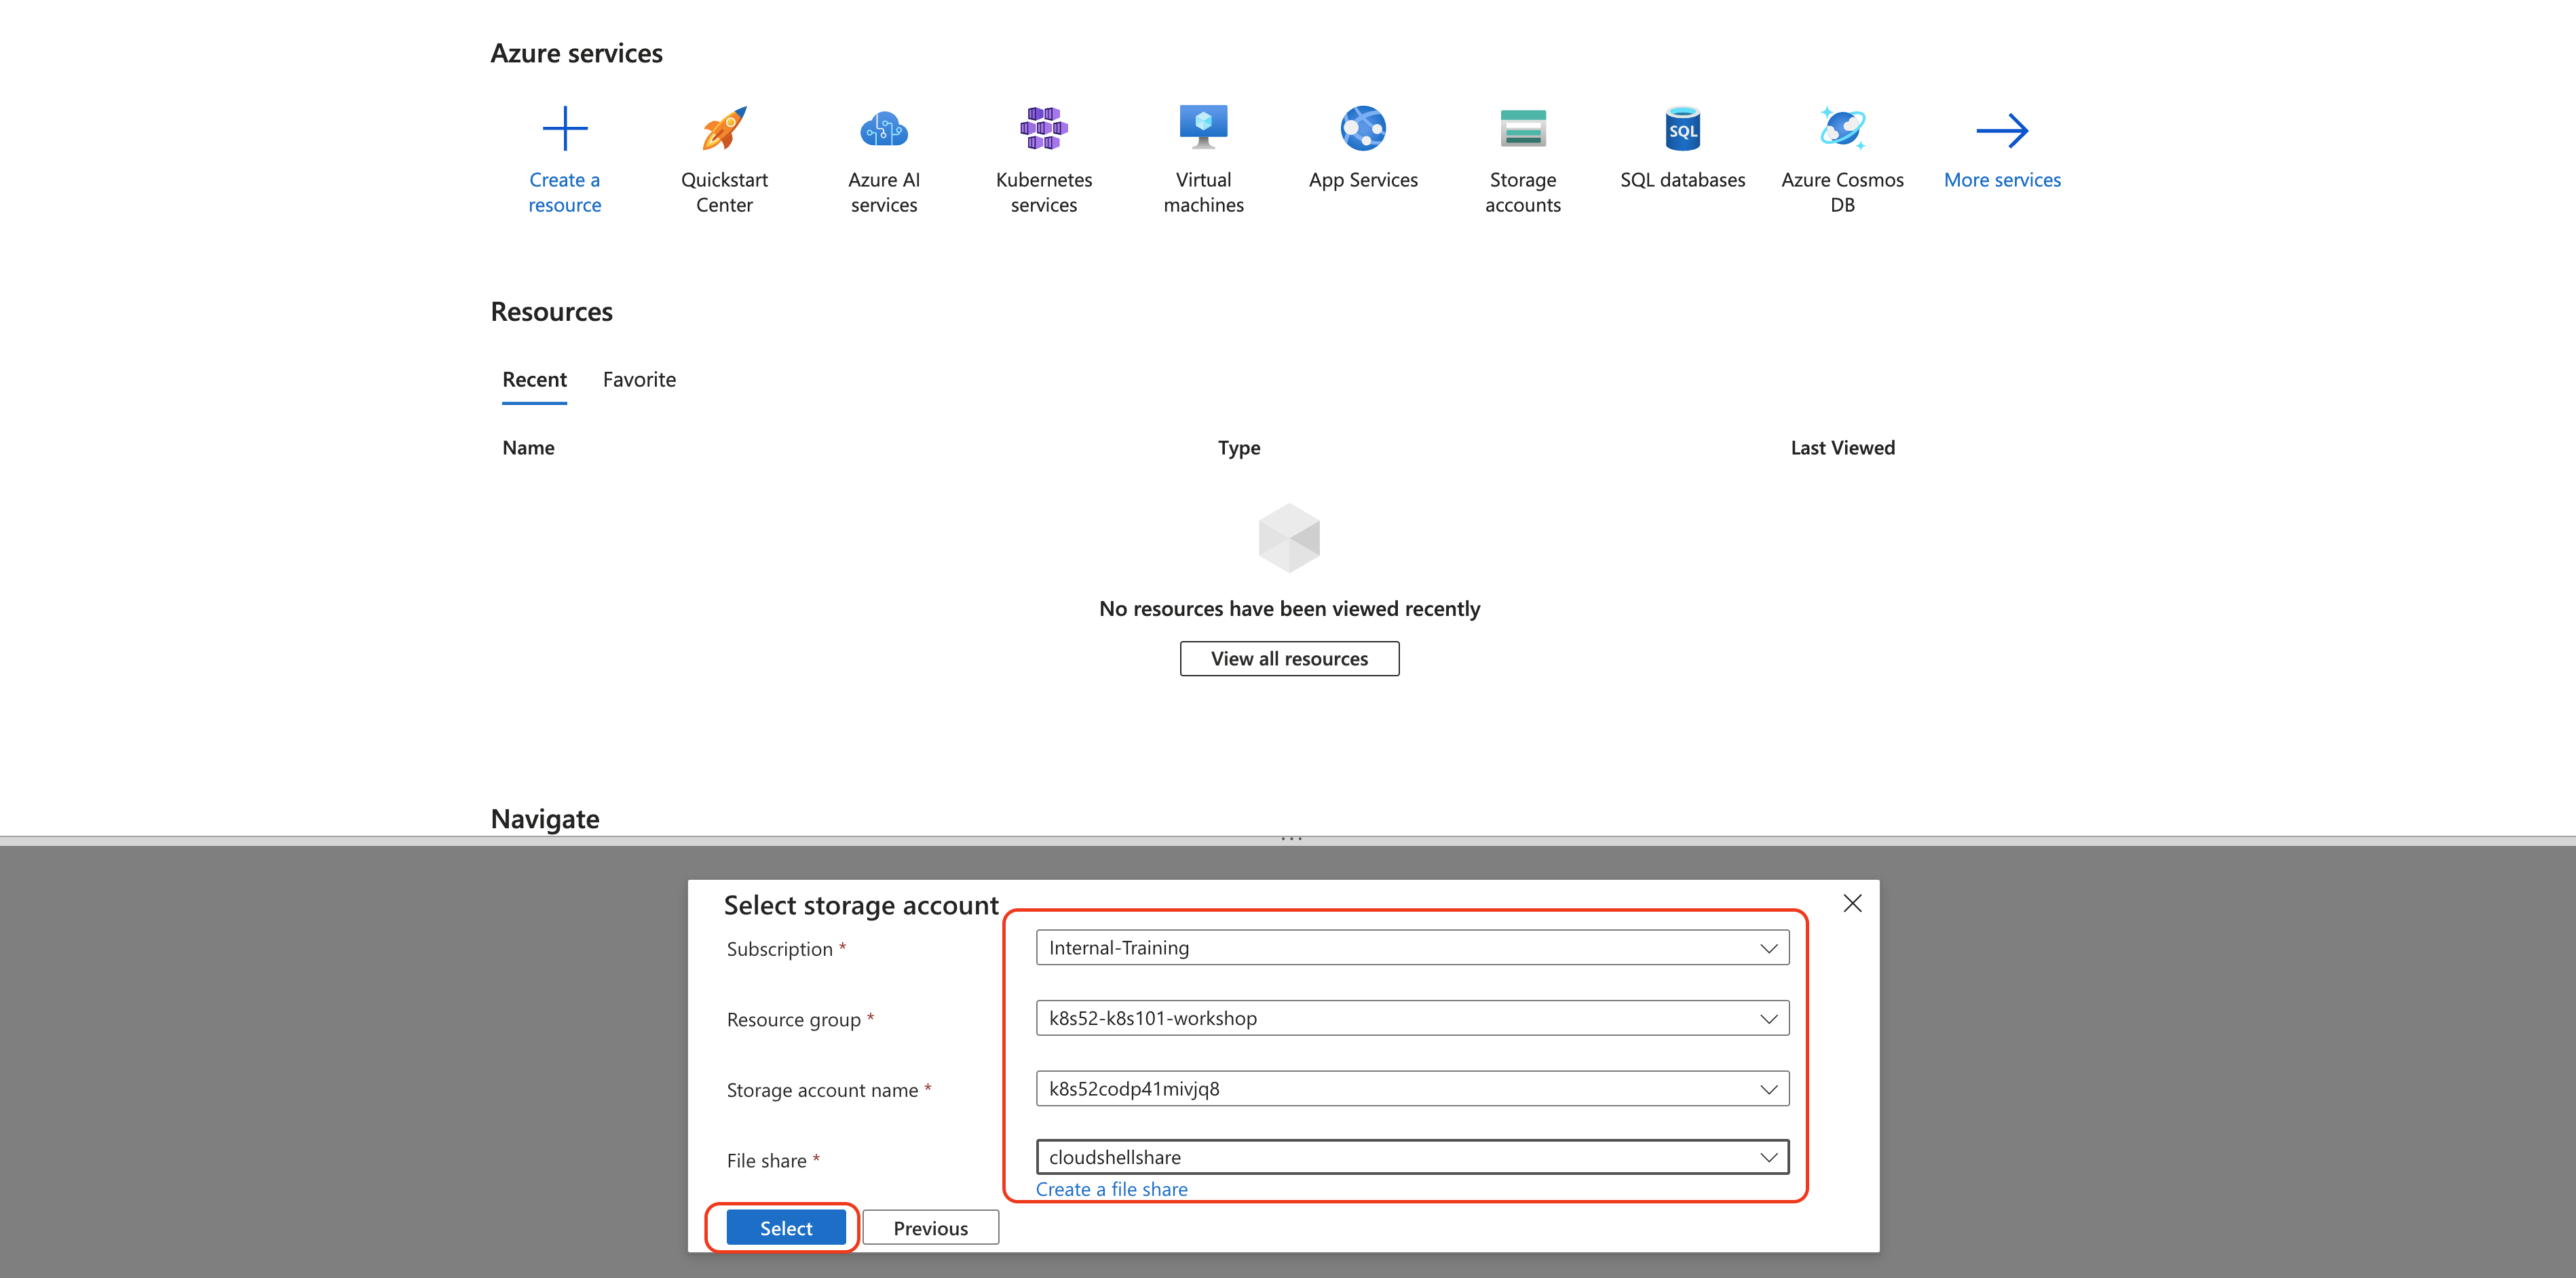 Azure services
Create a
resource
Quickstart
Center
Azure AI
services
Kubernetes
services
Virtual
machines
App Services
Storage
accounts
SQL
SQL databases
Azure Cosmos
DB
More services
Resources
Recent
Favorite
Name
Type
Last Viewed
No resources have been viewed recently
View all resources
Navigate
...
Select storage account
Subscription *
Internal-Training
Resource group *
k8s52-k8s101-workshop
Storage account name *
k8s52codp41mivjq8
File share *
cloudshellshare
Create a file share
Select
Previous